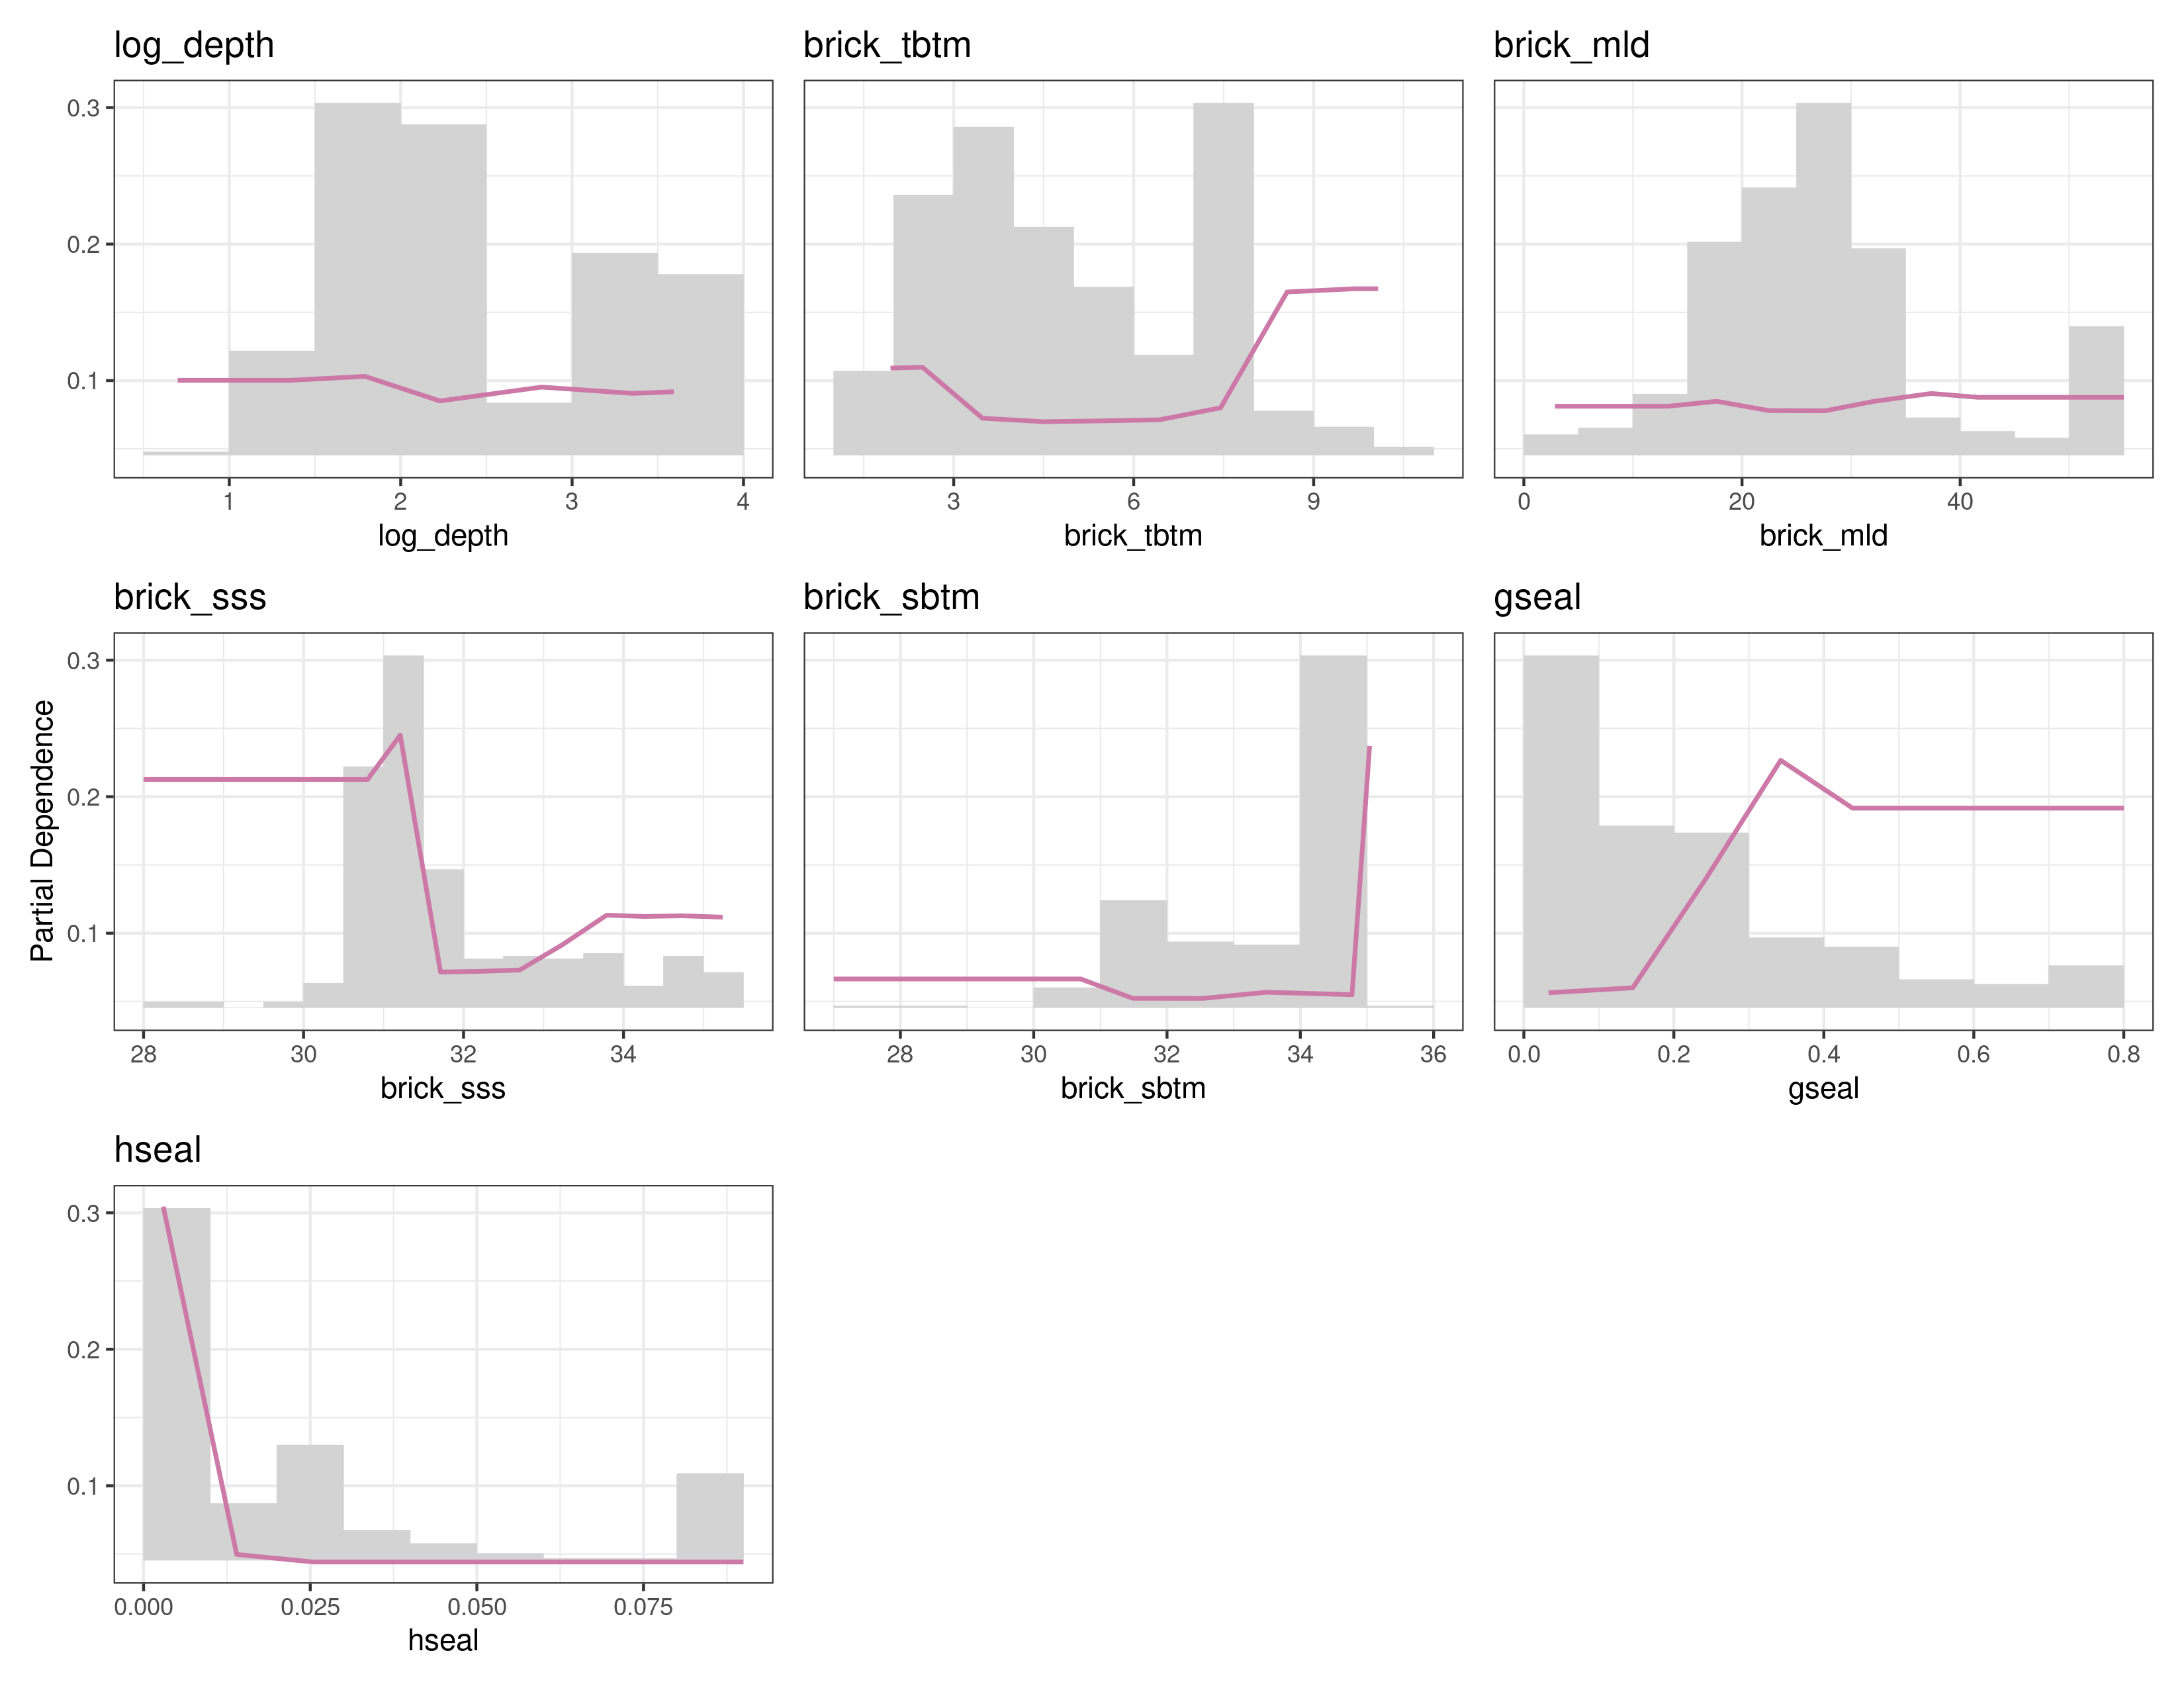 log_depth
brick_tbtm
brick_mld
0.3
0.2
0.1
1 2 3 4
3 6 9
0 20 40
log_depth
brick_tbtm
brick_mld
brick_sss
brick_sbtm
gseal
Partial Dependence
0.3
0.2
0.1
28 30 32 34
28 30 32 34 36
0.0 0.2 0.4 0.6 0.8
brick_sss
brick_sbtm
gseal
hseal
0.3
0.2
0.1
0.000 0.025 0.050 0.075
hseal